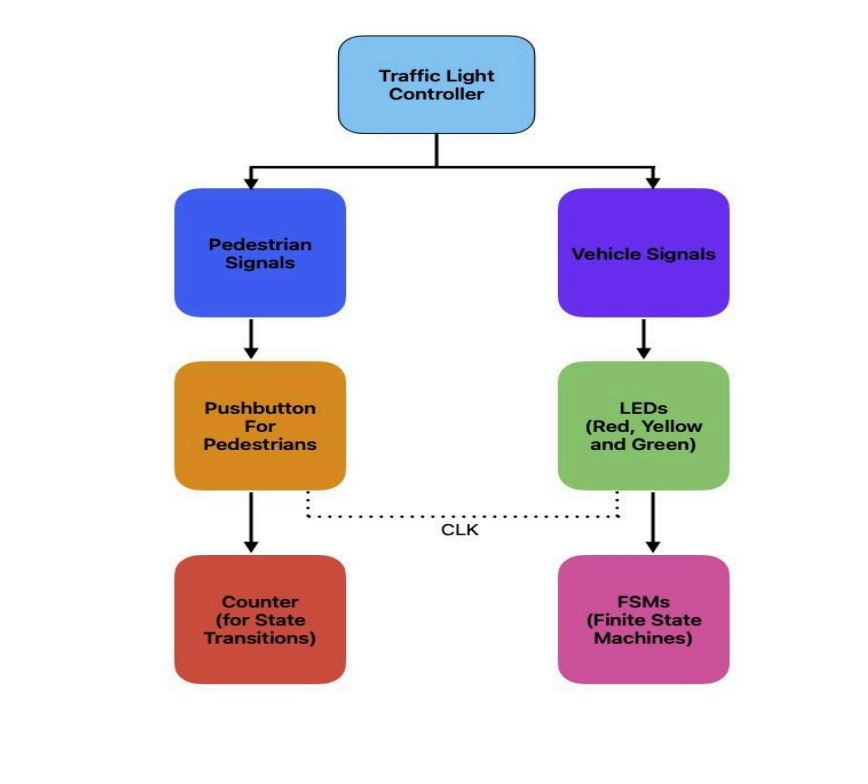 Traffic Light
Controller
Pedestrian
Signals
Vehicle Signals
Pushbutton
For
Pedestrians
LEDs
(Red, Yellow
and Green)
CLK
Counter
(for State
Transitions)
FSMs
(Finite State
Machines)